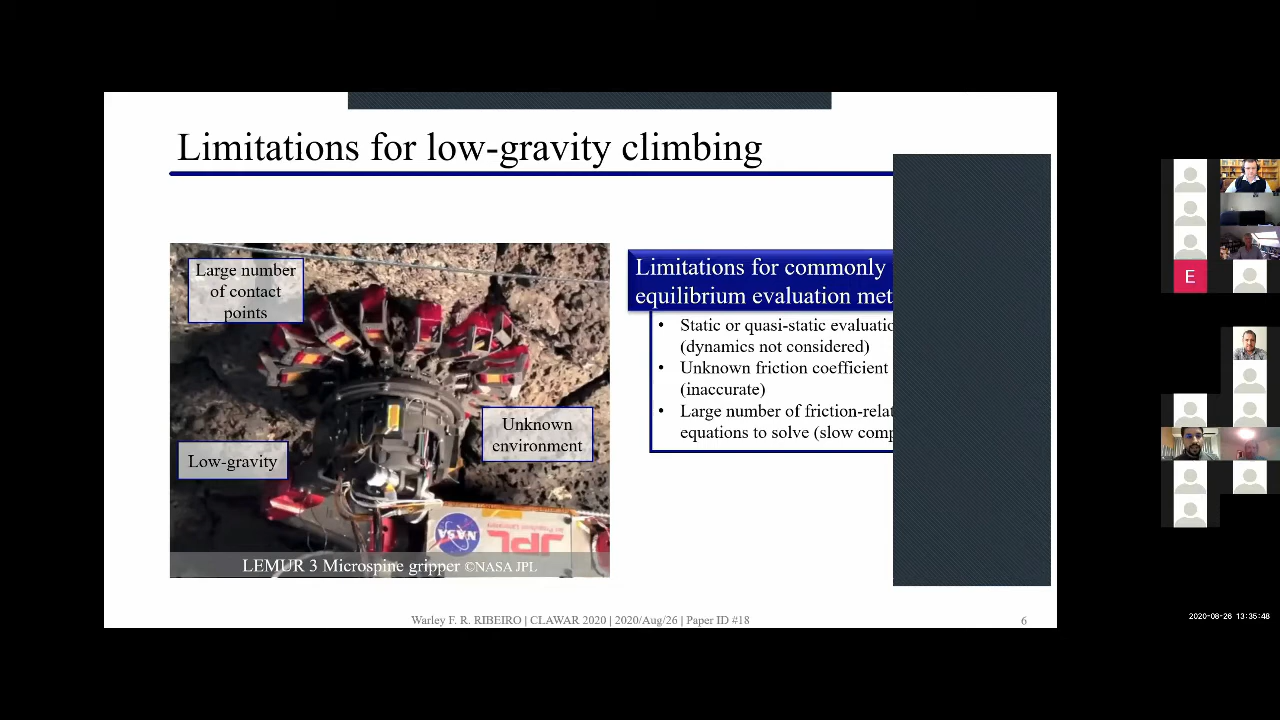 Limitations for low-gravity climbing
Large number
of contact
points
Unknown
environment
Low-gravity
NASA
JPL
LEMUR 3 Microspine gripper ©NASA JPL
Limitations for commonly
equilibrium evaluation met
• Static or quasi-static evaluatio
(dynamics not considered)
• Unknown friction coefficient
(inaccurate)
• Large number of friction-relat
equations to solve (slow comp
Warley F. R. RIBEIRO | CLAWAR 2020 | 2020/Aug/26 | Paper ID #18
6
E
2020-08-26 13:35:48